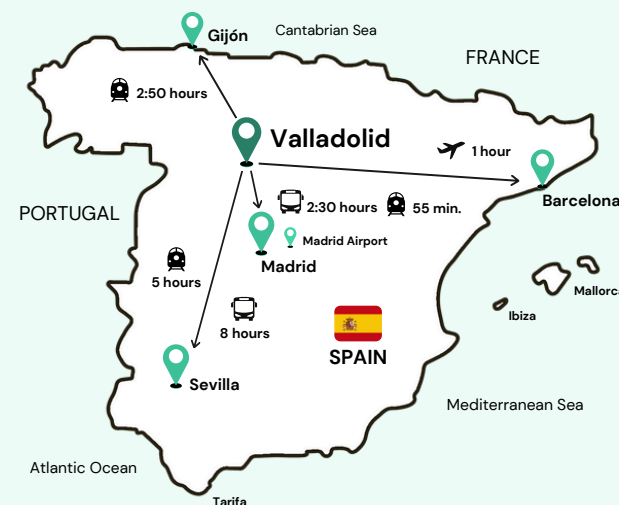 Cantabrian Sea
Gijón
FRANCE
2:50 hours
Valladolid
1 hour
Barcelona
PORTUGAL
2:30 hours
55 min.
Madrid Airport
Madrid
5 hours
Mallorca
Ibiza
8 hours
SPAIN
Sevilla
Mediterranean Sea
Atlantic Ocean
Tarifa